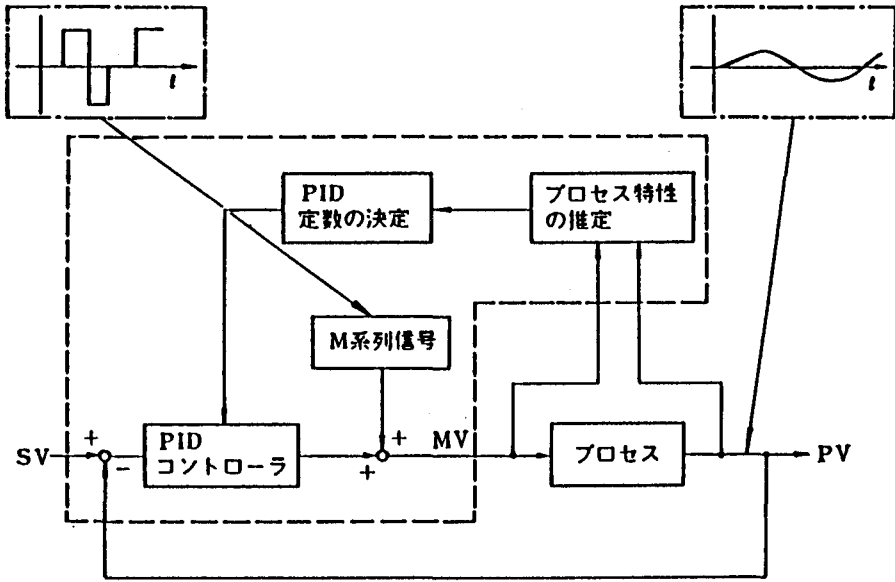 t
t
PID
定数の決定
プロセス特性
の推定
M系列信号
SV
+
-
PID
コントローラ
+
+
MV
プロセス
PV